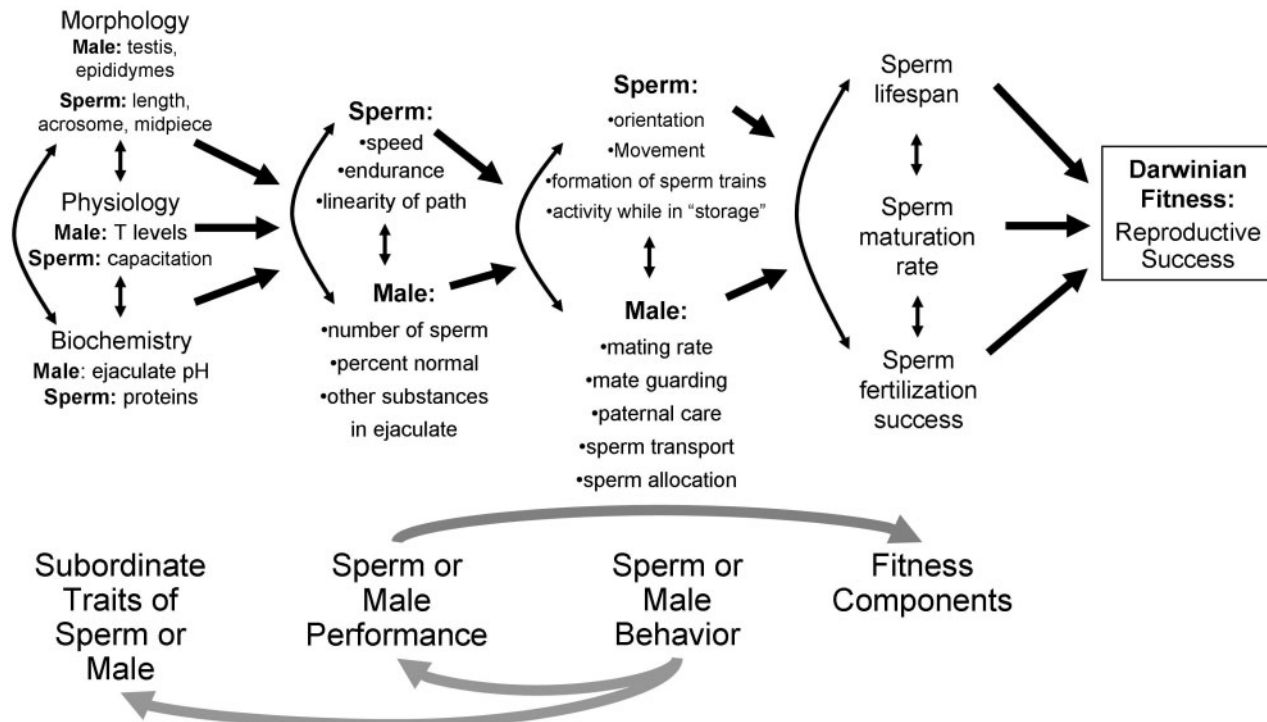 Morphology
Male: testis,
epididymes
Sperm: length,
acrosome, midpiece
Physiology
Male: T levels
Sperm: capacitation
Biochemistry
Male: ejaculate pH
Sperm: proteins
Sperm:
•speed
•endurance
•linearity of path
Male:
•number of sperm
•percent normal
•other substances
in ejaculate
Sperm:
•orientation
•Movement
•formation of sperm trains
•activity while in “storage”
Male:
•mating rate
•mate guarding
•paternal care
•sperm transport
•sperm allocation
Sperm
lifespan
Sperm
maturation
rate
Sperm
fertilization
success
Darwinian
Fitness:
Reproductive
Success
Subordinate
Traits of
Sperm or
Male
Sperm or
Male
Performance
Sperm or
Male
Behavior
Fitness
Components